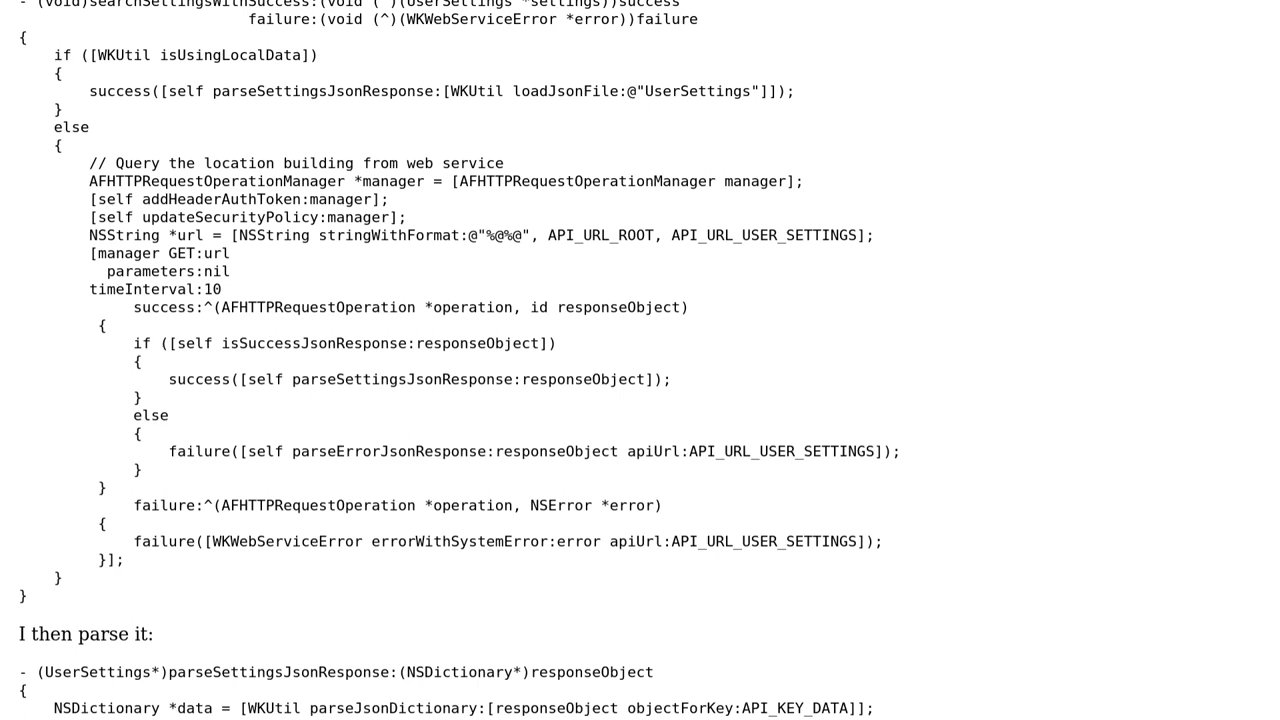 - (void)searchSettingsWithSuccess:(void (^)(UserSettings *settings))success
                          failure:(void (^)(WKWebServiceError *error))failure
{
    if ([WKUtil isUsingLocalData])
    {
        success([self parseSettingsJsonResponse:[WKUtil loadJsonFile:@"UserSettings"]]);
    }
    else
    {
        // Query the location building from web service
        AFHTTPRequestOperationManager *manager = [AFHTTPRequestOperationManager manager];
        [self addHeaderAuthToken:manager];
        [self updateSecurityPolicy:manager];
        NSString *url = [NSString stringWithFormat:@"%@%@", API_URL_ROOT, API_URL_USER_SETTINGS];
        [manager GET:url
          parameters:nil
        timeInterval:10
             success:^(AFHTTPRequestOperation *operation, id responseObject)
         {
             if ([self isSuccessJsonResponse:responseObject])
             {
                 success([self parseSettingsJsonResponse:responseObject]);
             }
             else
             {
                 failure([self parseErrorJsonResponse:responseObject apiUrl:API_URL_USER_SETTINGS]);
             }
         }
             failure:^(AFHTTPRequestOperation *operation, NSError *error)
         {
             failure([WKWebServiceError errorWithSystemError:error apiUrl:API_URL_USER_SETTINGS]);
         }];
    }
}
I then parse it:
- (UserSettings*)parseSettingsJsonResponse:(NSDictionary*)responseObject
{
    NSDictionary *data = [WKUtil parseJsonDictionary:[responseObject objectForKey:API_KEY_DATA]];